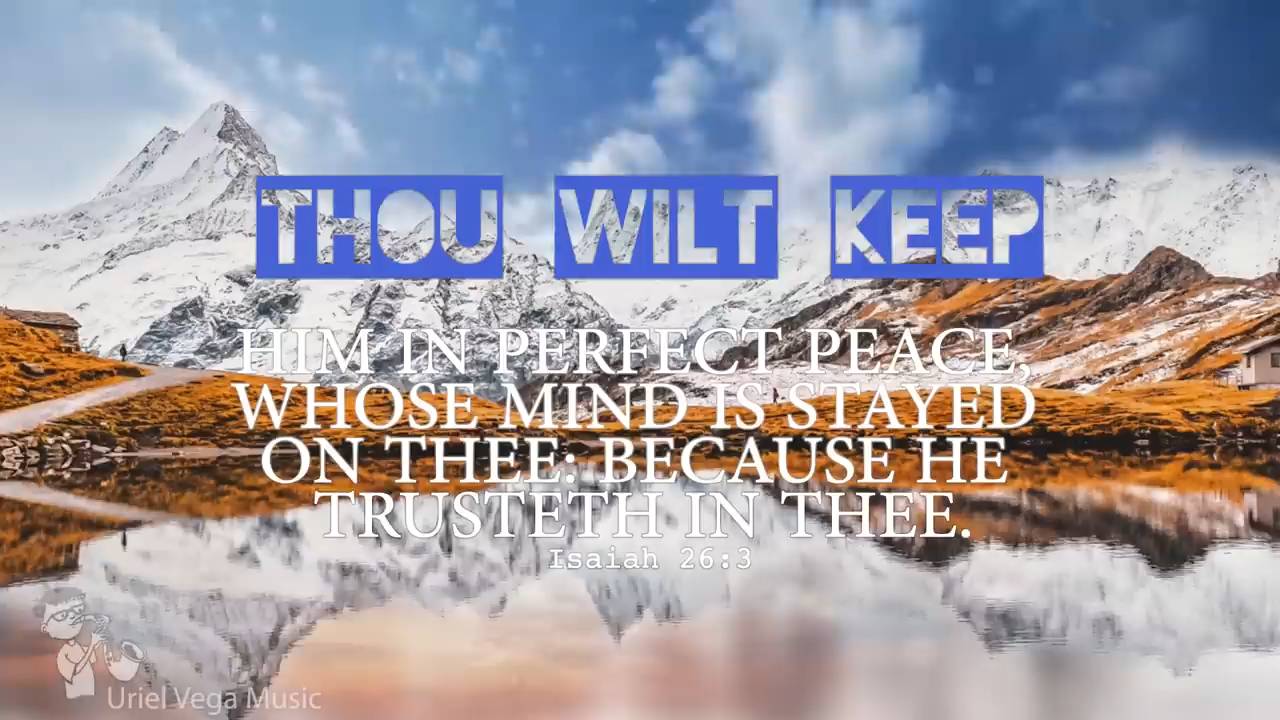 THOU WILT KEEP
HIM IN PERFECT PEACE,
WHOSE MIND IS STAYED
ON THEE: BECAUSE HE
TRUSTETH IN THEE.
Isaiah 26:3
Uriel Vega Music